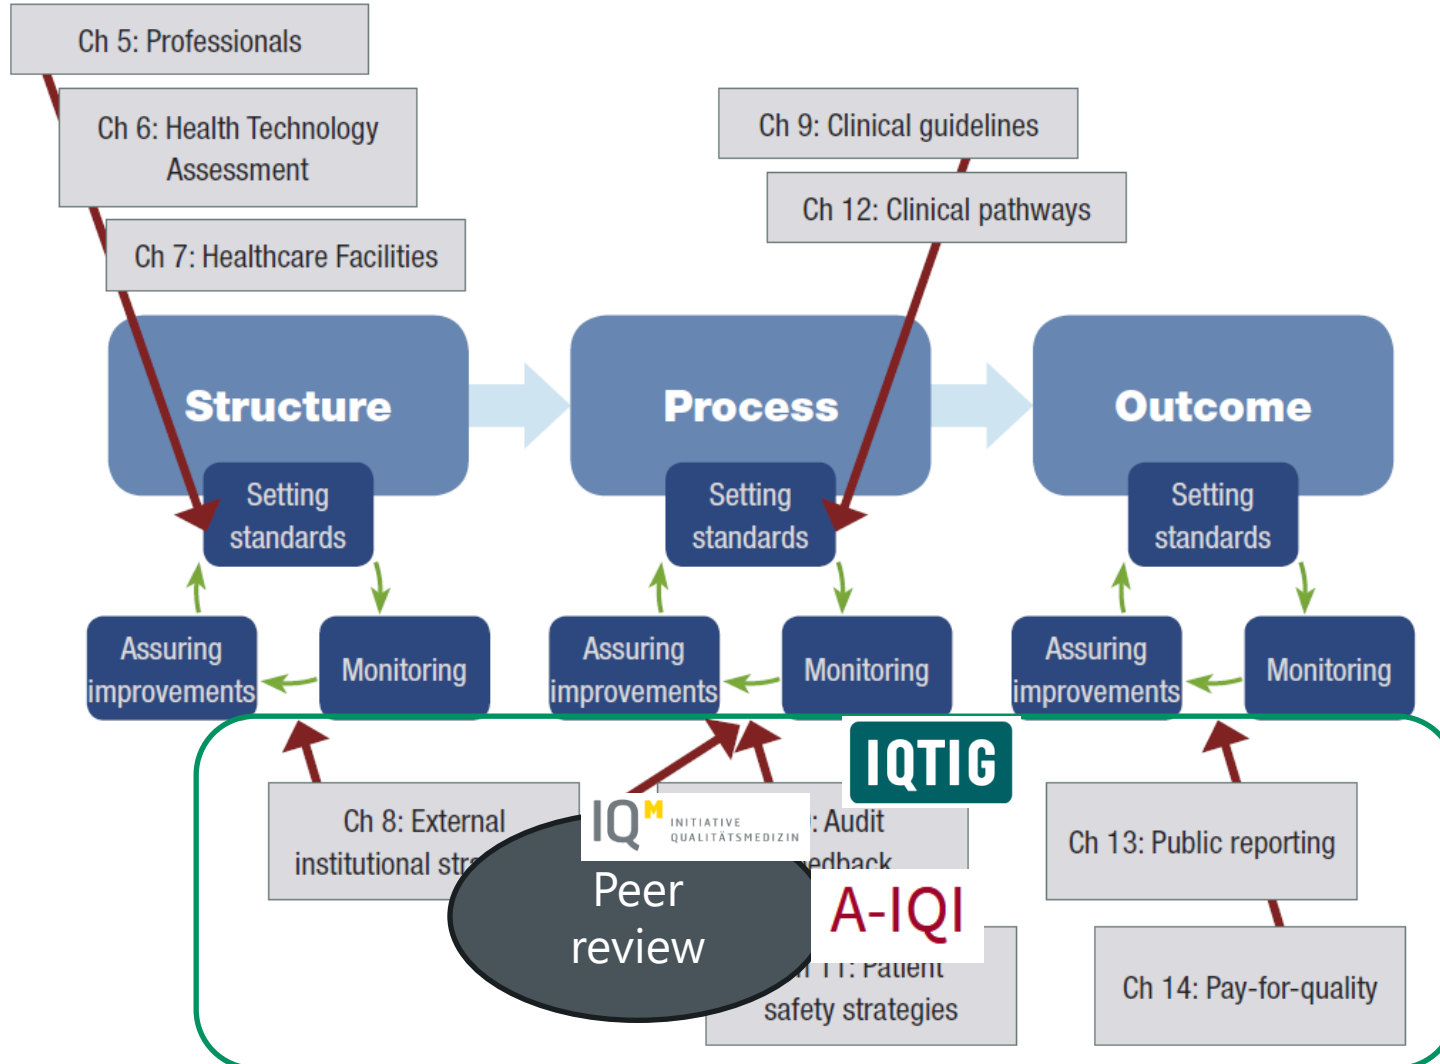 Ch 5: Professionals
Ch 6: Health Technology
Assessment
Ch 7: Healthcare Facilities
Ch 9: Clinical guidelines
Ch 12: Clinical pathways
Structure
Process
Outcome
Setting
standards
Setting
standards
Setting
standards
Assuring
improvements
Monitoring
Assuring
improvements
Monitoring
Assuring
improvements
Monitoring
IQTIG
Ch 8: External
institutional
IQM INITIATIVE
QUALITÄTSMEDIZIN
: Audit
Peer
review
A-IQI
11: Patient
safety strategies
Ch 13: Public reporting
Ch 14: Pay-for-quality